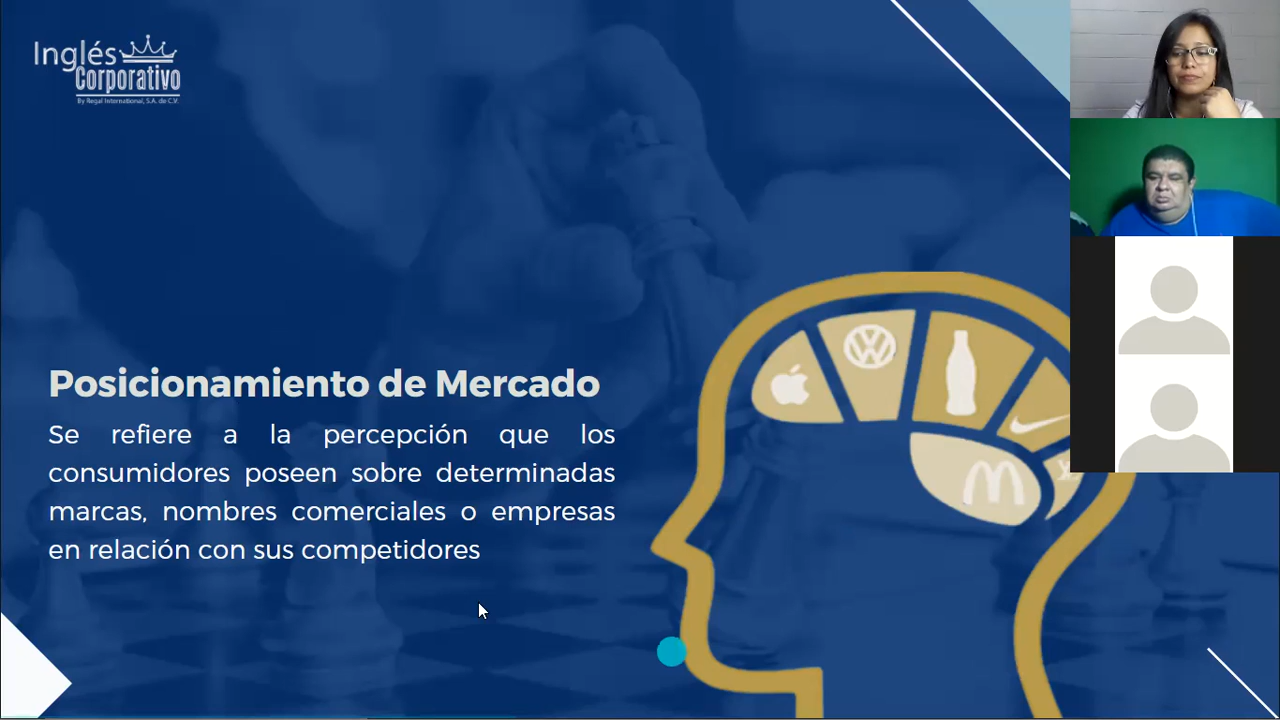 Inglés
Corporativo
By Regal International, S.A. de C.V.
Posicionamiento de Mercado
Se refiere a la percepción que los
consumidores poseen sobre determinadas
marcas, nombres comerciales o empresas
en relación con sus competidores